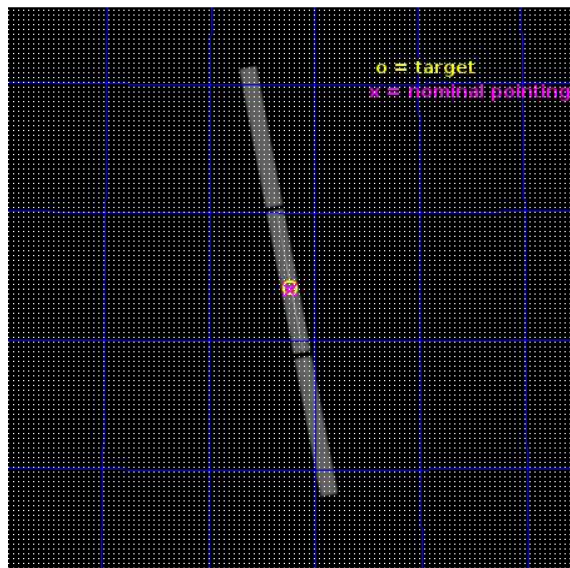 o = target
x = nominal pointing